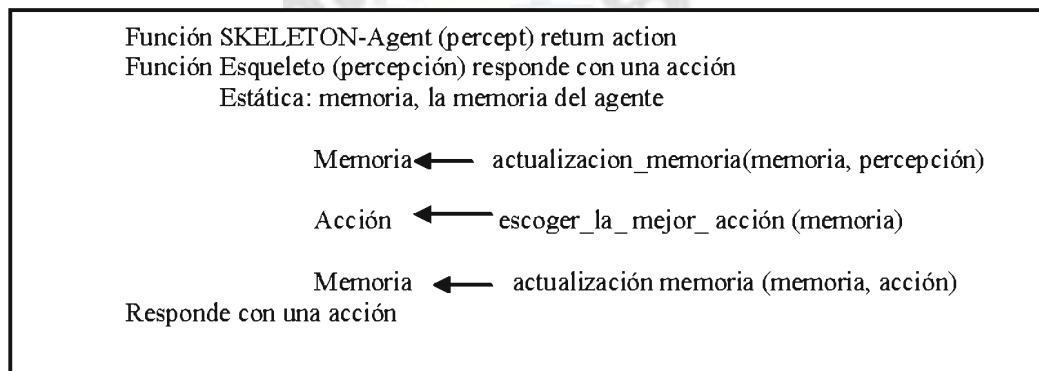 Función SKELETON-Agent (percept) return action
Función Esqueleto (percepción) responde con una acción
Estática: memoria, la memoria del agente
Memoria actualizacion_memoria(memoria, percepción)
Acción escoger_la_ mejor_ acción (memoria)
Memoria actualización memoria (memoria, acción)
Responde con una acción